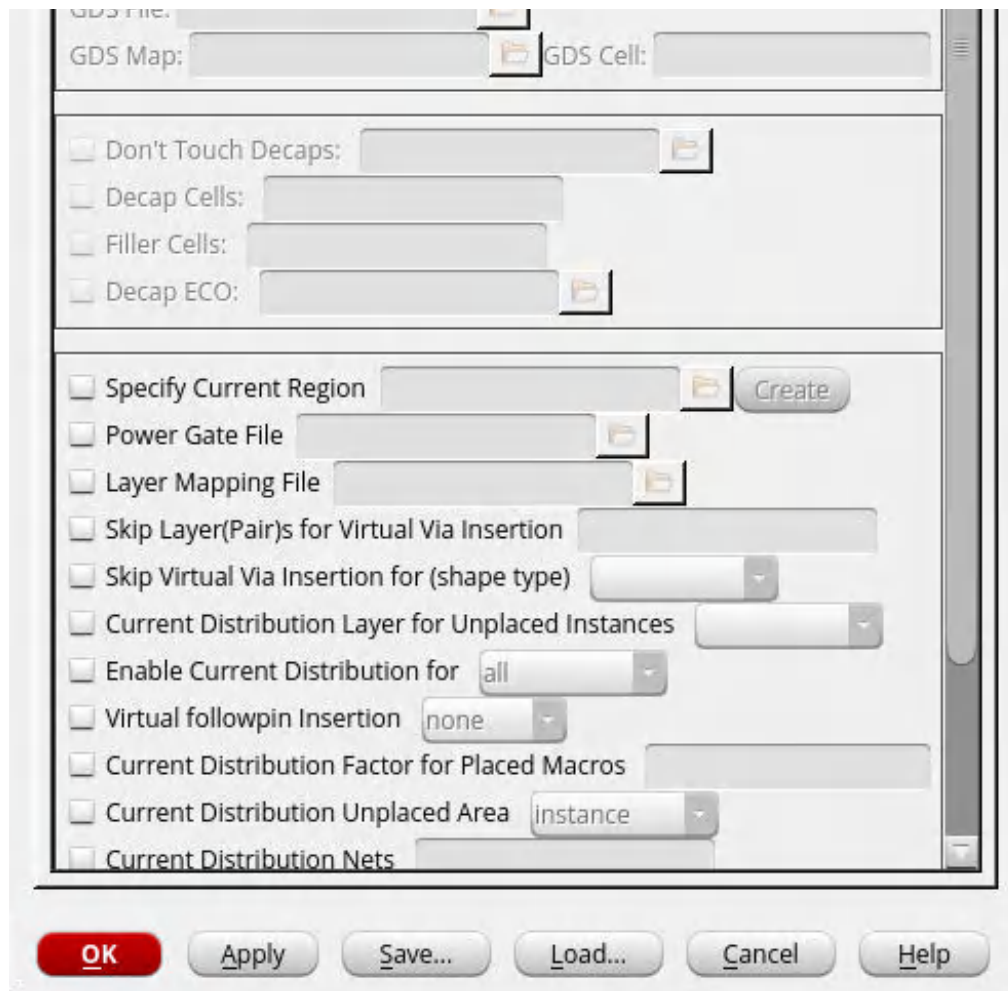 GDS File:
GDS Map: GDS Cell:
Don't Touch Decaps:
Decap Cells:
Filler Cells:
Decap ECO:
Specify Current Region Create
Power Gate File
Layer Mapping File
Skip Layer(Pair)s for Virtual Via Insertion
Skip Virtual Via Insertion for (shape type)
Current Distribution Layer for Unplaced Instances
Enable Current Distribution for all
Virtual followpin Insertion none
Current Distribution Factor for Placed Macros
Current Distribution Unplaced Area instance
Current Distribution Nets
OK Apply Save... Load... Cancel Help